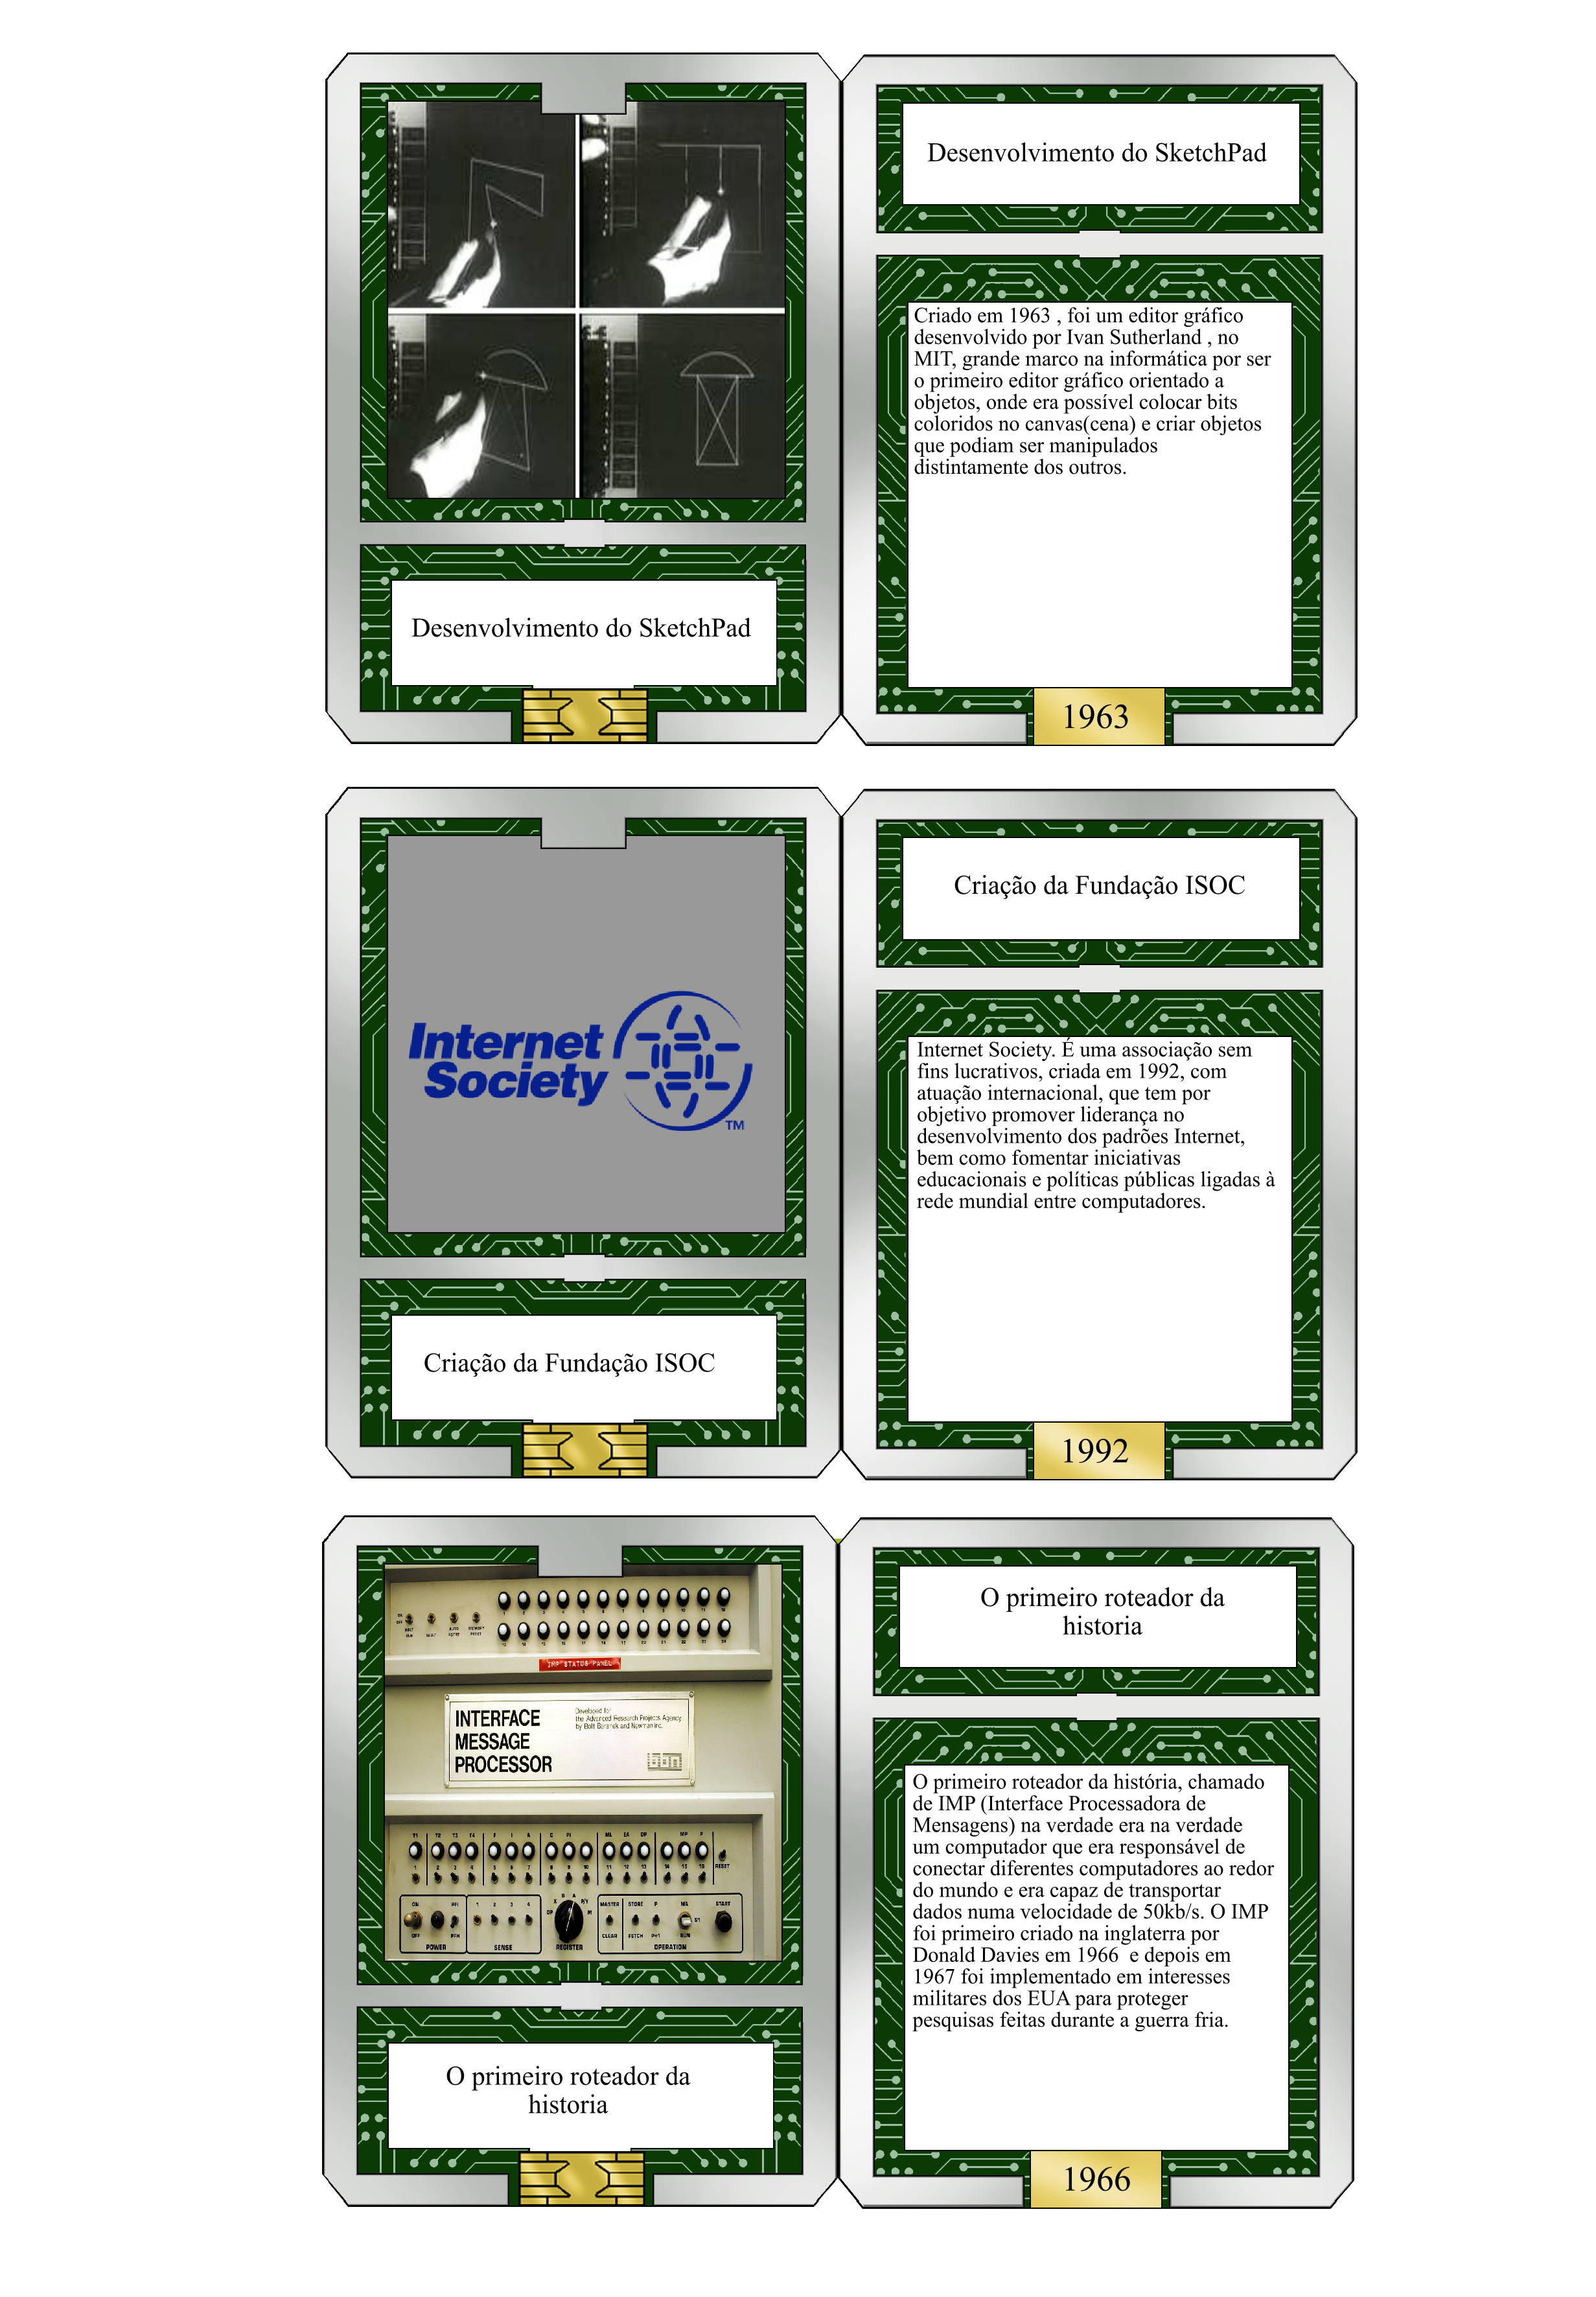 Desenvolvimento do SketchPad
Desenvolvimento do SketchPad
Criado em 1963 , foi um editor gráfico
desenvolvido por Ivan Sutherland , no
MIT, grande marco na informática por ser
o primeiro editor gráfico orientado a
objetos, onde era possível colocar bits
coloridos no canvas(cena) e criar objetos
que podiam ser manipulados
distintamente dos outros.
1963
Internet
Society
TM
Criação da Fundação ISOC
Criação da Fundação ISOC
Internet Society. É uma associação sem
fins lucrativos, criada em 1992, com
atuação internacional, que tem por
objetivo promover liderança no
desenvolvimento dos padrões Internet,
bem como fomentar iniciativas
educacionais e políticas públicas ligadas à
rede mundial entre computadores.
1992
IMP STATUS PANEL
INTERFACE
MESSAGE
PROCESSOR
Developed for
the Advanced Research Projects Agency
by Bolt Beranek and Newman Inc.
bbn
RESET
ON
OFF
POWER
SENSE
REGISTER
MASTER
CLEAR
STORE
FETCH
RUN
START
OPERATION
O primeiro roteador da
historia
O primeiro roteador da
historia
O primeiro roteador da história, chamado
de IMP (Interface Processadora de
Mensagens) na verdade era na verdade
um computador que era responsável de
conectar diferentes computadores ao redor
do mundo e era capaz de transportar
dados numa velocidade de 50kb/s. O IMP
foi primeiro criado na inglaterra por
Donald Davies em 1966  e depois em
1967 foi implementado em interesses
militares dos EUA para proteger
pesquisas feitas durante a guerra fria.
1966